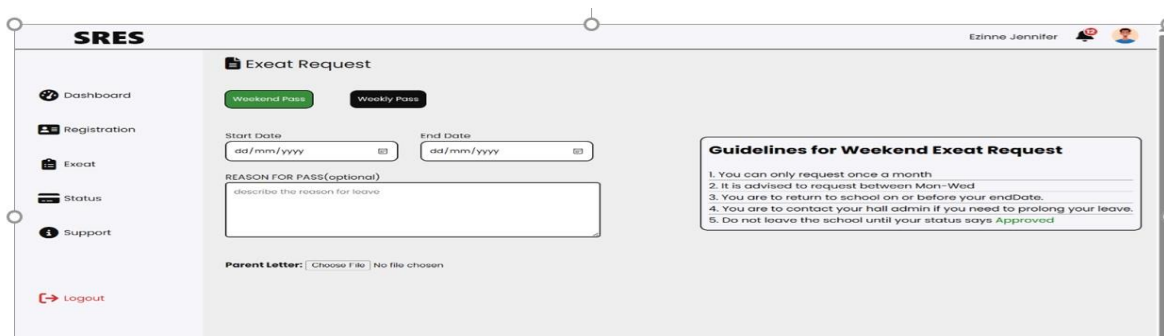 SRES
Ezinne Jennifer
Exeat Request
Dashboard
Registration
Exeat
Status
Support
Logout
Weekend Pass
Weekly Pass
Start Date
End Date
dd/mm/yyyy
dd/mm/yyyy
REASON FOR PASS(optional)
describe the reason for leave
Parent Letter: Choose File No file chosen
Guidelines for Weekend Exeat Request
1. You can only request once a month
2. It is advised to request between Mon-Wed
3. You are to return to school on or before your endDate.
4. You are to contact your hall admin if you need to prolong your leave.
5. Do not leave the school until your status says Approved